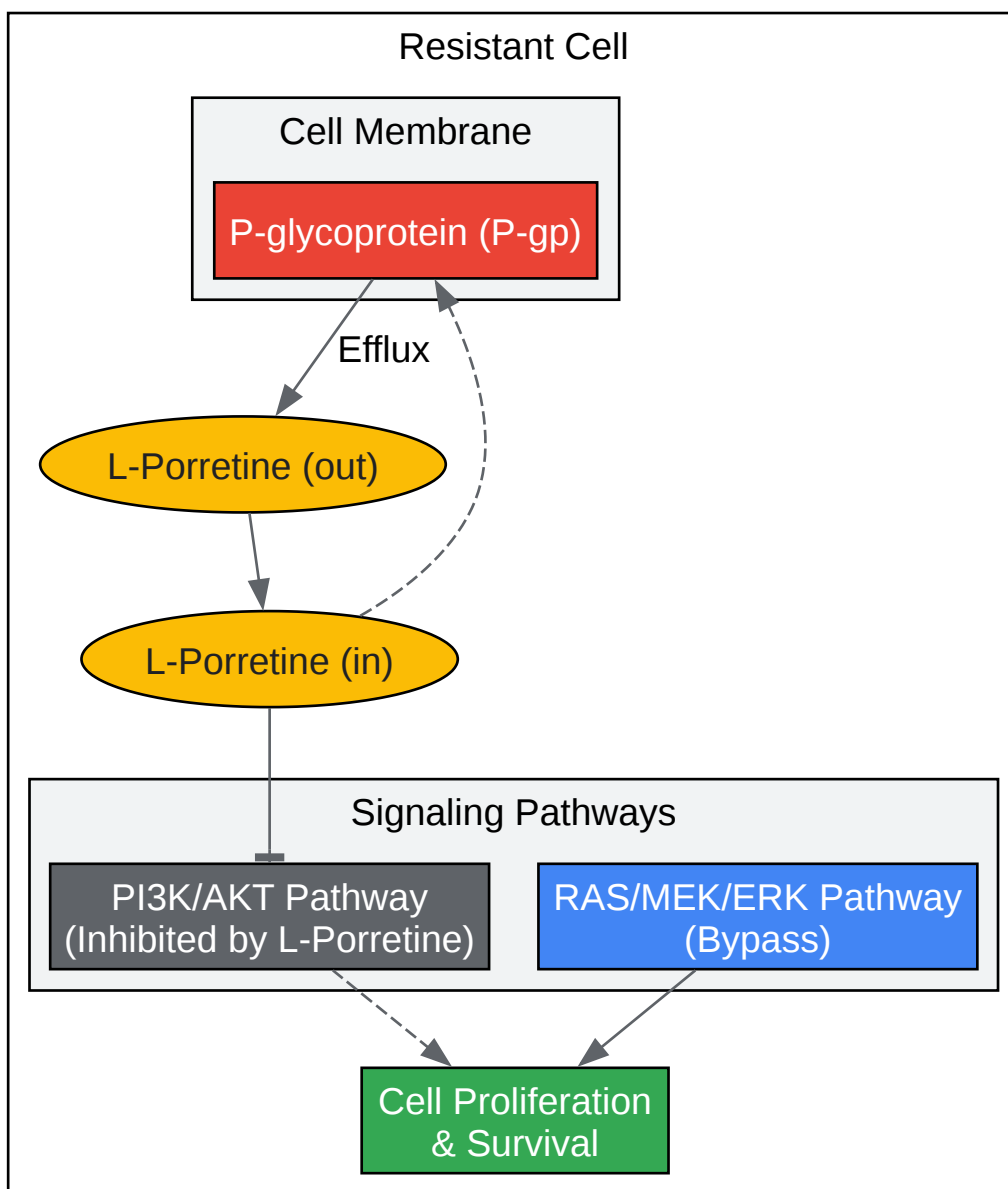 Resistant Cell
Cell Membrane
P-glycoprotein (P-gp)
Efflux
L-Porretine (out)
L-Porretine (in)
Signaling Pathways
PI3K/AKT Pathway
(Inhibited by L-Porretine)
RAS/MEK/ERK Pathway
(Bypass)
Cell Proliferation
& Survival